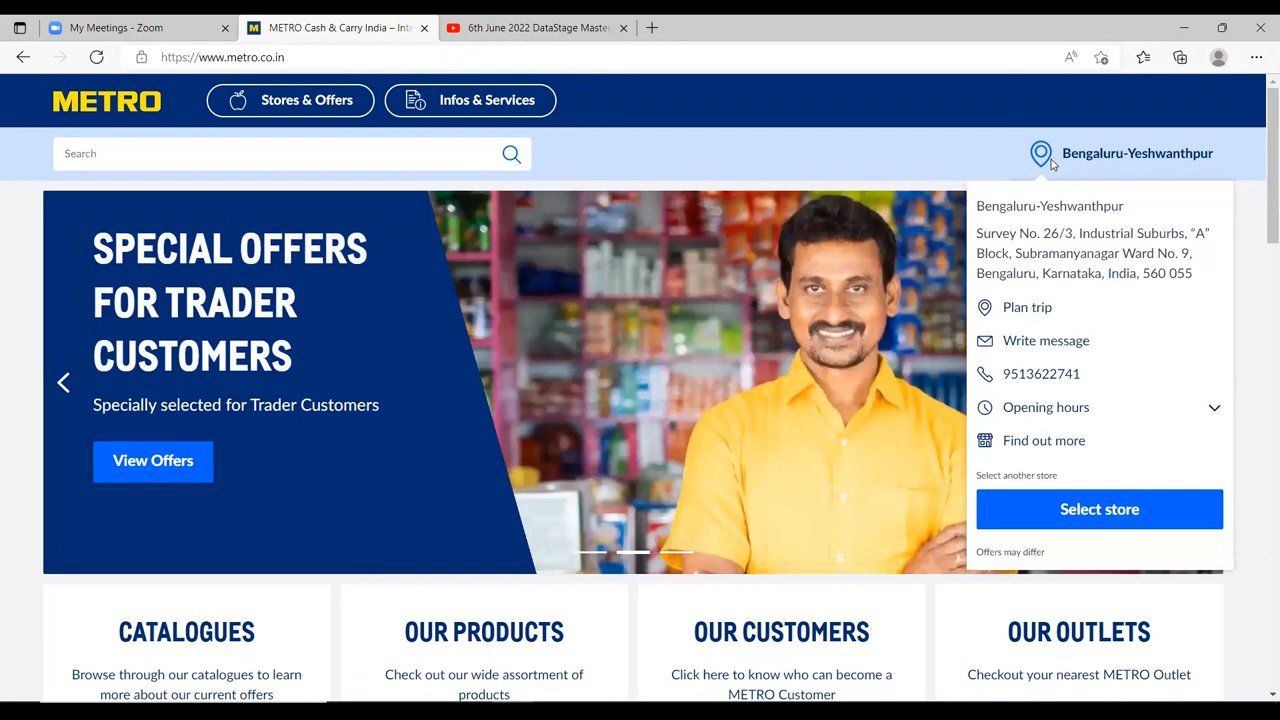 My Meetings - Zoom
METRO Cash & Carry India – Inte
6th June 2022 DataStage Master
https://www.metro.co.in
METRO
Stores & Offers
Infos & Services
Search
Bengaluru-Yeshwanthpur
SPECIAL OFFERS
FOR TRADER
CUSTOMERS
Specially selected for Trader Customers
View Offers
Bengaluru-Yeshwanthpur
Survey No. 26/3, Industrial Suburbs, “A”
Block, Subramanyanagar Ward No. 9,
Bengaluru, Karnataka, India, 560 055
Plan trip
Write message
9513622741
Opening hours
Find out more
Select another store
Select store
Offers may differ
CATALOGUES
Browse through our catalogues to learn
more about our current offers
OUR PRODUCTS
Check out our wide assortment of
products
OUR CUSTOMERS
Click here to know who can become a
METRO Customer
OUR OUTLETS
Checkout your nearest METRO Outlet